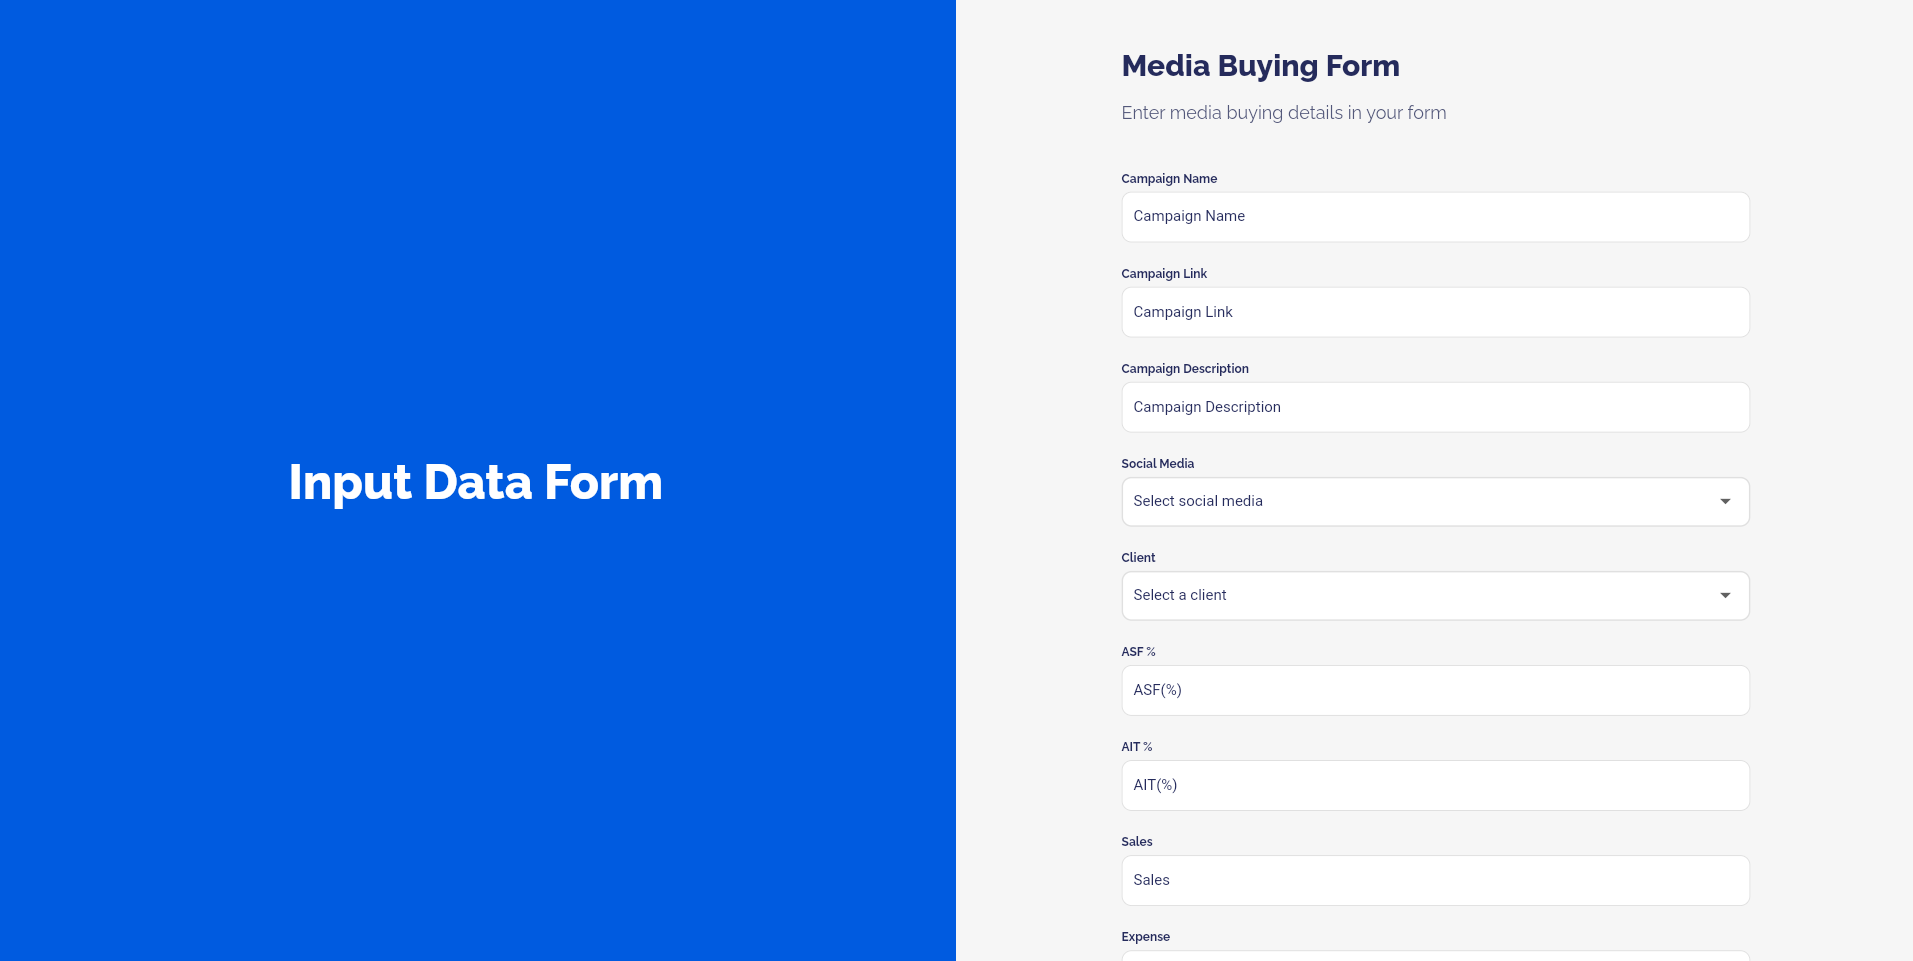 Input Data Form
Media Buying Form
Enter media buying details in your form
Campaign Name
Campaign Name
Campaign Link
Campaign Link
Campaign Description
Campaign Description
Social Media
Select social media
Client
Select a client
ASF %
ASF(%)
AIT %
AIT(%)
Sales
Sales
Expense